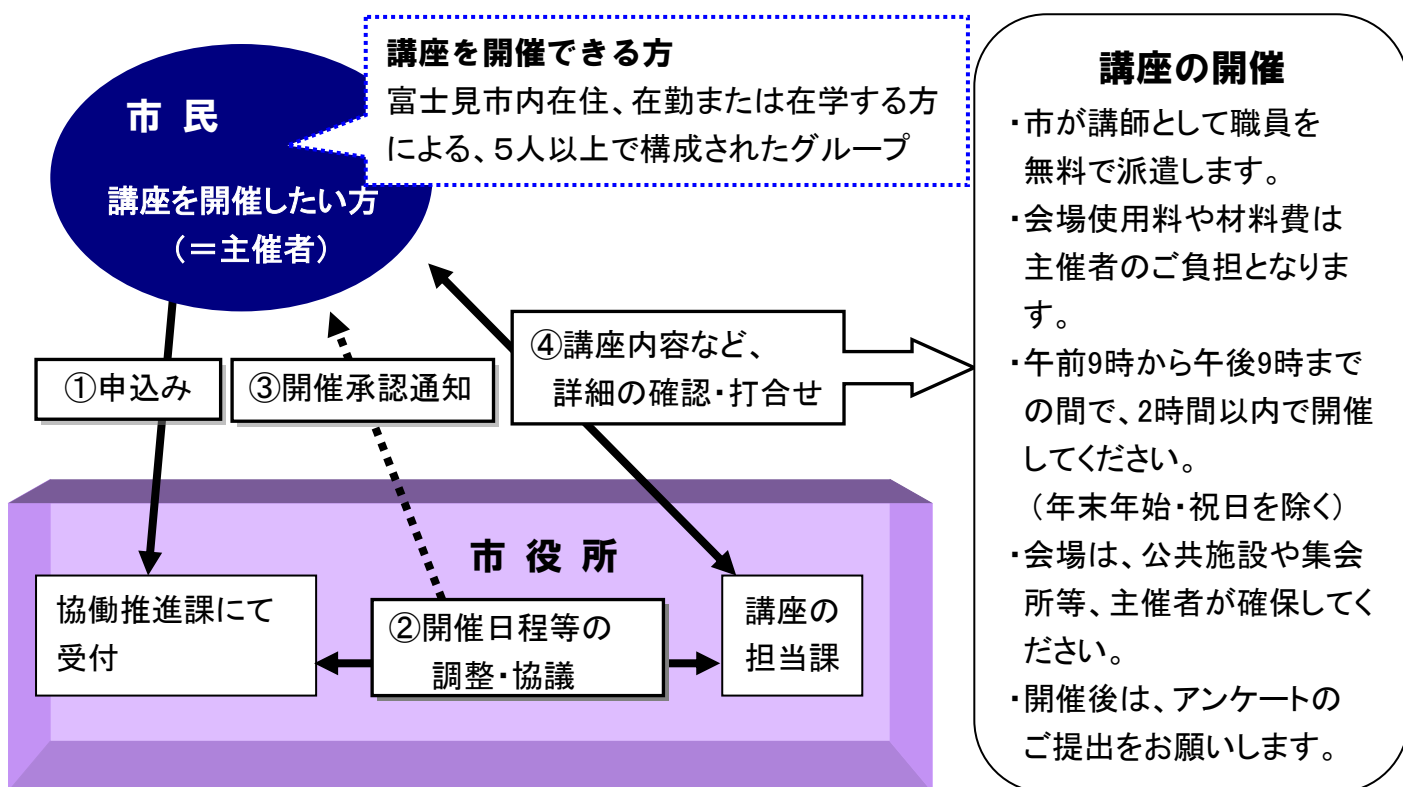 講座を開催できる方
富士見市内在住、在勤または在学する方
による、５人以上で構成されたグループ
市 民
講座を開催したい方
（＝主催者）
①申込み
③開催承認通知
④講座内容など、
詳細の確認・打合せ
市 役 所
協働推進課にて
受付
②開催日程等の
調整・協議
講座の
担当課
講座の開催
・市が講師として職員を
無料で派遣します。
・会場使用料や材料費は
主催者のご負担となりま
す。
・午前9時から午後9時まで
の間で、2時間以内で開催
してください。
（年末年始・祝日を除く）
・会場は、公共施設や集会
所等、主催者が確保してく
ださい。
・開催後は、アンケートの
ご提出をお願いします。